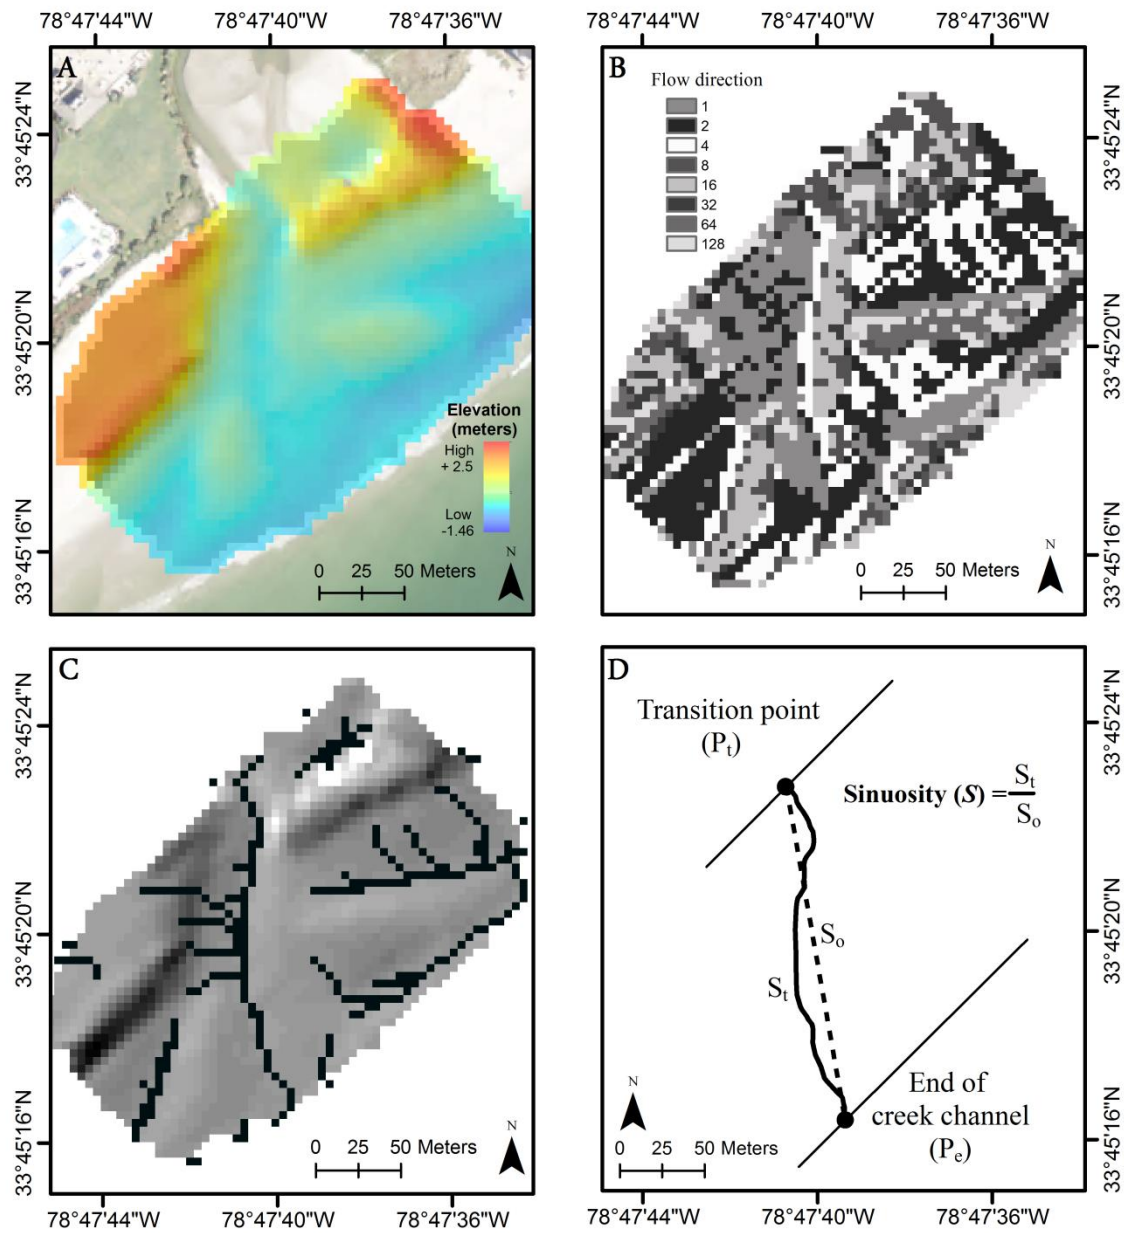 78°47'44"W 78°47'40"W 78°47'36"W
78°47'44"W 78°47'40"W 78°47'36"W
33°45'24"N
33°45'20"N
33°45'16"N
A
Elevation
(meters)
High
+ 2.5
Low
-1.46
0 25 50 Meters
N
B
Flow direction
1
2
4
8
16
32
64
128
0 25 50 Meters
N
33°45'24"N
33°45'20"N
33°45'16"N
33°45'24"N
33°45'20"N
33°45'16"N
C
0 25 50 Meters
N
78°47'44"W 78°47'40"W 78°47'36"W
D
Transition point
(Pt)
Sinuosity (S) = St
So
So
St
End of
creek channel
(Pe)
N
0 25 50 Meters
33°45'24"N
33°45'20"N
33°45'16"N
78°47'44"W 78°47'40"W 78°47'36"W